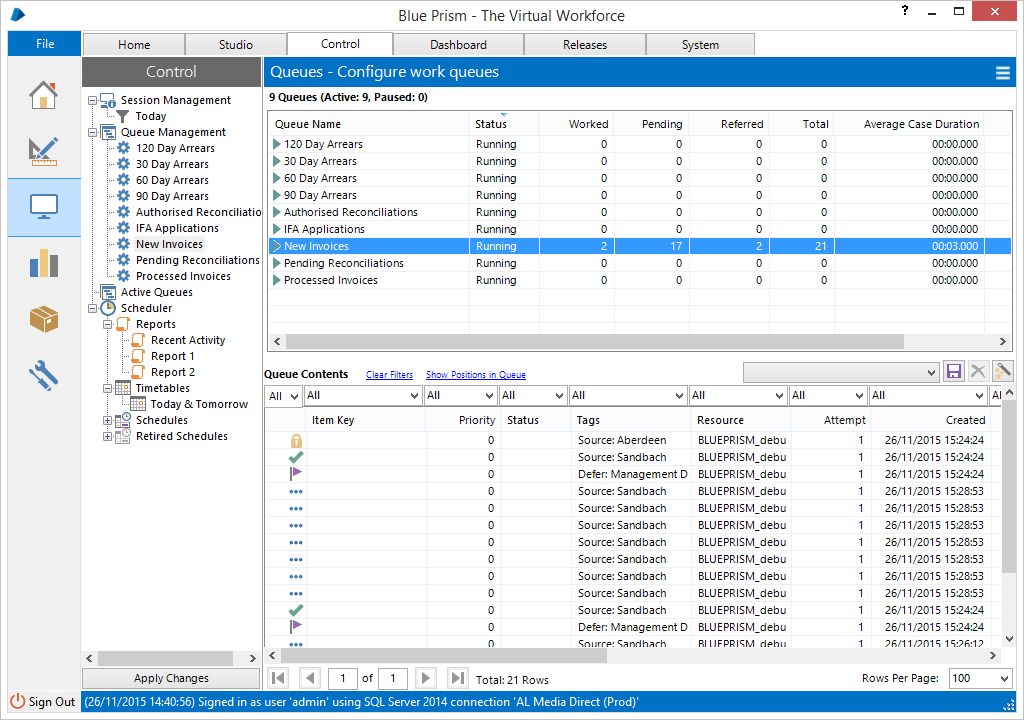 Blue Prism - The Virtual Workforce
?
File Home Studio Control Dashboard Releases System
Control
Queues - Configure work queues
Session Management
Today
Queue Management
120 Day Arrears
30 Day Arrears
60 Day Arrears
90 Day Arrears
Authorised Reconciliatio
IFA Applications
New Invoices
Pending Reconciliations
Processed Invoices
Active Queues
Scheduler
Reports
Recent Activity
Report 1
Report 2
Timetables
Today & Tomorrow
Schedules
Retired Schedules
Apply Changes
Sign Out
9 Queues (Active: 9, Paused: 0)
Queue Name Status Worked Pending Referred Total Average Case Duration
120 Day Arrears Running 0 0 0 0 00:00.000
30 Day Arrears Running 0 0 0 0 00:00.000
60 Day Arrears Running 0 0 0 0 00:00.000
90 Day Arrears Running 0 0 0 0 00:00.000
Authorised Reconciliations Running 0 0 0 0 00:00.000
IFA Applications Running 0 0 0 0 00:00.000
New Invoices Running 2 17 2 21 00:03.000
Pending Reconciliations Running 0 0 0 0 00:00.000
Processed Invoices Running 0 0 0 0 00:00.000
Queue Contents Clear Filters Show Positions in Queue
All All All All All All All All Al
Item Key Priority Status Tags Resource Attempt Created
0 Source: Aberdeen BLUEPRISM_debu 1 26/11/2015 15:24:24
0 Source: Sandbach BLUEPRISM_debu 1 26/11/2015 15:24:24
0 Defer: Management D BLUEPRISM_debu 1 26/11/2015 15:24:24
0 Source: Sandbach BLUEPRISM_debu 1 26/11/2015 15:28:53
0 Source: Sandbach BLUEPRISM_debu 1 26/11/2015 15:28:53
0 Source: Sandbach BLUEPRISM_debu 1 26/11/2015 15:28:53
0 Source: Sandbach BLUEPRISM_debu 1 26/11/2015 15:28:53
0 Source: Sandbach BLUEPRISM_debu 1 26/11/2015 15:28:53
0 Source: Sandbach BLUEPRISM_debu 1 26/11/2015 15:28:53
0 Source: Sandbach BLUEPRISM_debu 1 26/11/2015 15:28:53
0 Source: Sandbach BLUEPRISM_debu 1 26/11/2015 15:24:24
0 Defer: Management D BLUEPRISM_debu 1 26/11/2015 15:24:24
0 Source: Sandbach BLUEPRISM_debu 1 26/11/2015 15:26:12
1 of 1 Total: 21 Rows Rows Per Page: 100
(26/11/2015 14:40:56) Signed in as user 'admin' using SQL Server 2014 connection 'AL Media Direct (Prod)'